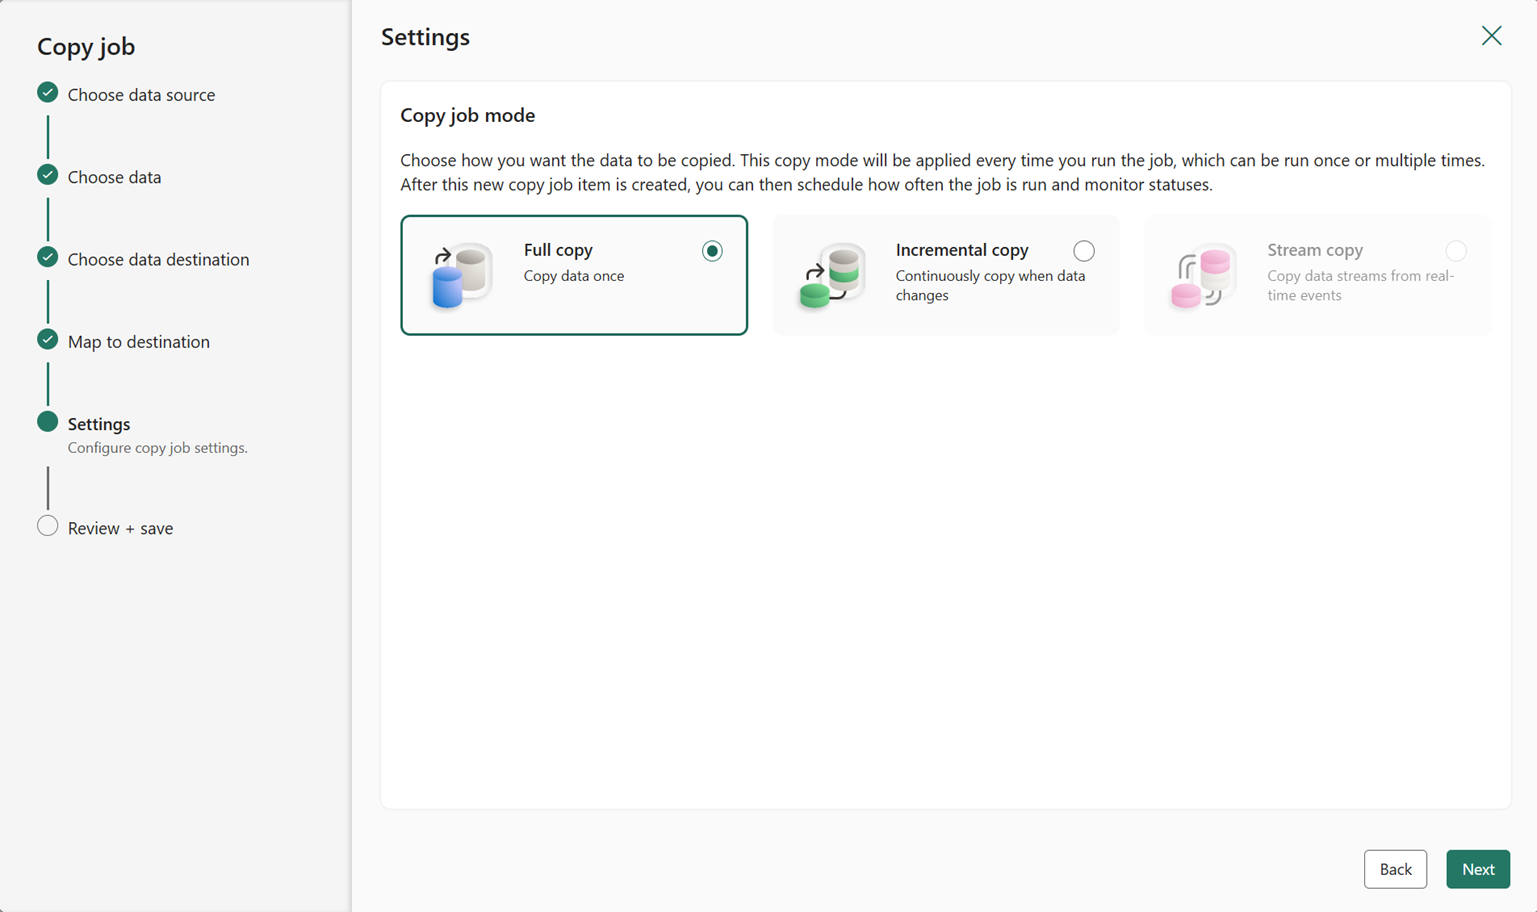 Copy job
Choose data source
Choose data
Choose data destination
Map to destination
Settings
Configure copy job settings.
Review + save
Settings
Copy job mode
Choose how you want the data to be copied. This copy mode will be applied every time you run the job, which can be run once or multiple times.
After this new copy job item is created, you can then schedule how often the job is run and monitor statuses.
Full copy
Copy data once
Incremental copy
Continuously copy when data
changes
Stream copy
Copy data streams from real-
time events
Back
Next